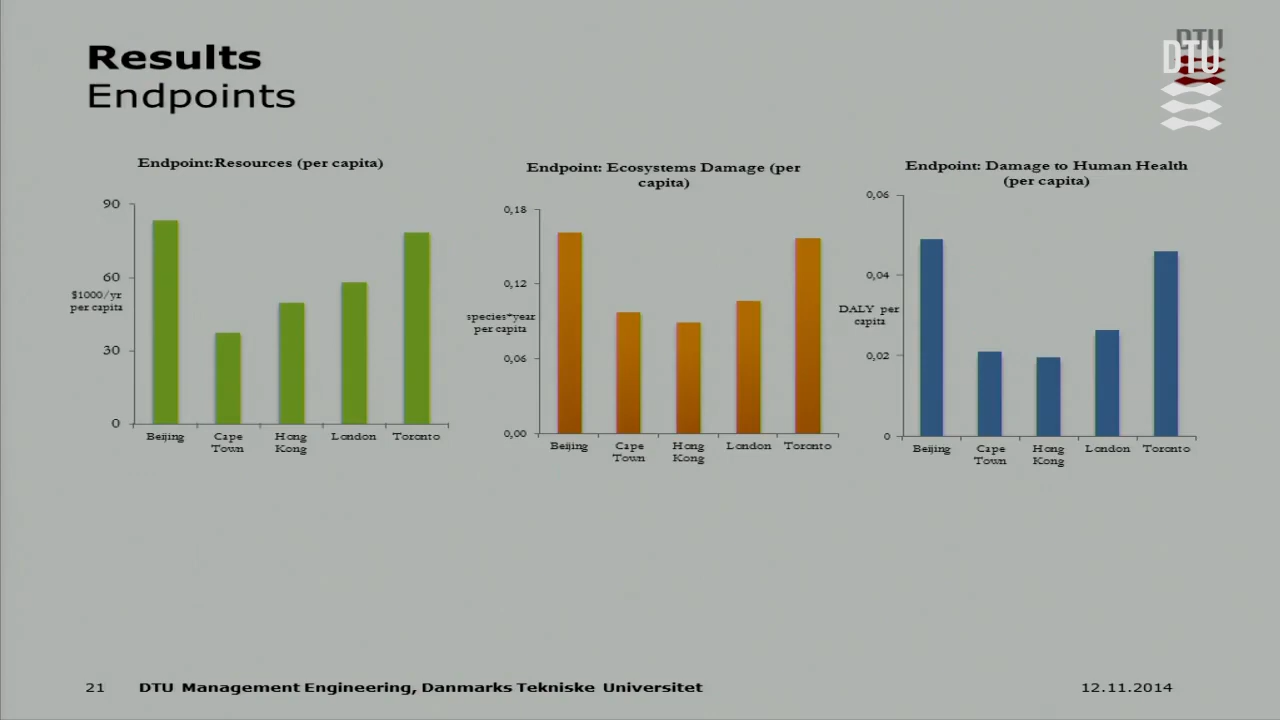 Results
Endpoints
DTU
DTU
Endpoint:Resources (per capita)
90
60
30
0
$1000/yr
per capita
Beijing
Cape
Town
Hong
Kong
London
Toronto
Endpoint: Ecosystems Damage (per
capita)
0,18
0,12
0,06
0,00
species*year
per capita
Beijing
Cape
Town
Hong
Kong
London
Toronto
Endpoint: Damage to Human Health
(per capita)
0,06
0,04
0,02
0
DALY per
capita
Beijing
Cape
Town
Hong
Kong
London
Toronto
21 DTU Management Engineering, Danmarks Tekniske Universitet 12.11.2014